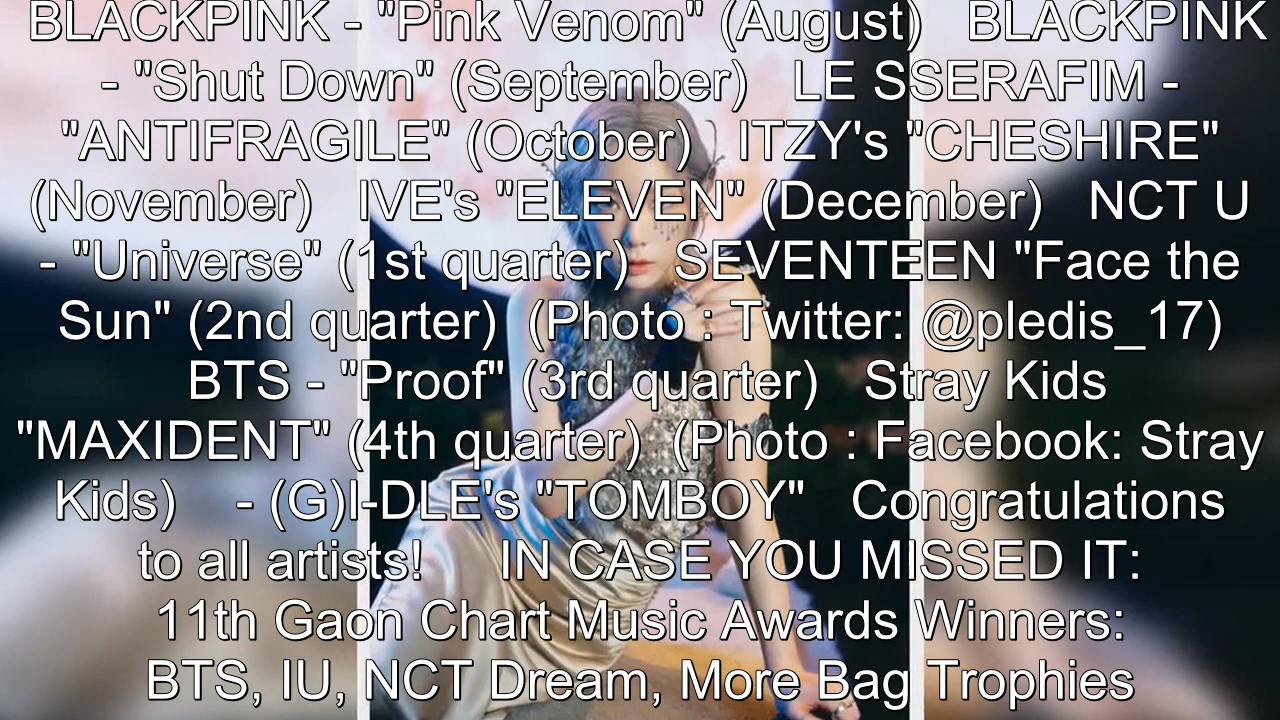 BLACKPINK - "Pink Venom" (August)   BLACKPINK
- "Shut Down" (September)   LE SSERAFIM -
"ANTIFRAGILE" (October)   ITZY's "CHESHIRE"
(November)   IVE's "ELEVEN" (December)   NCT U
- "Universe" (1st quarter)   SEVENTEEN "Face the
Sun" (2nd quarter)  (Photo : Twitter: @pledis_17)
BTS - "Proof" (3rd quarter)   Stray Kids
"MAXIDENT" (4th quarter)  (Photo : Facebook: Stray
Kids)    - (G)I-DLE's "TOMBOY"   Congratulations
to all artists!     IN CASE YOU MISSED IT:
11th Gaon Chart Music Awards Winners:
BTS, IU, NCT Dream, More Bag Trophies